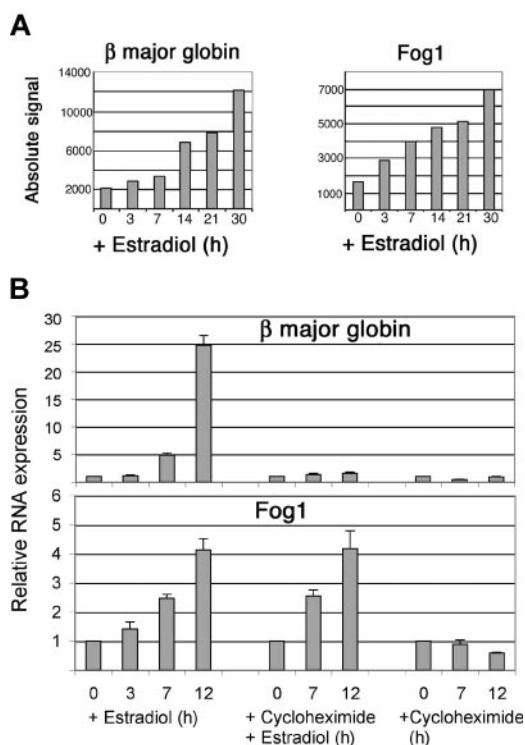 A
β major globin
Fog1
Absolute signal
14000
10000
6000
2000
0 3 7 14 21 30
+ Estradiol (h)
7000
5000
3000
1000
0 3 7 14 21 30
+ Estradiol (h)
B
Relative RNA expression
β major globin
30
25
20
15
10
5
Fog1
6
5
4
3
2
1
0 3 7 12 0 7 12 0 7 12
+ Estradiol (h) + Cycloheximide +Cycloheximide
+ Estradiol (h) (h)